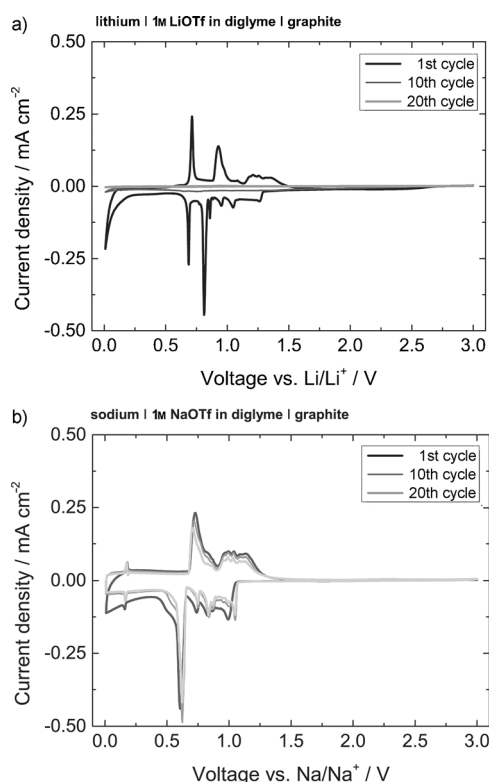 a)
lithium I 1M LiOTf in diglyme I graphite
0.50
0.25
0.00
-0.25
-0.50
Current density / mA cm⁻²
1st cycle
10th cycle
20th cycle
0.0 0.5 1.0 1.5 2.0 2.5 3.0
Voltage vs. Li/Li⁺ / V
b)
sodium I 1M NaOTf in diglyme I graphite
0.50
0.25
0.00
-0.25
-0.50
Current density / mA cm⁻²
1st cycle
10th cycle
20th cycle
0.0 0.5 1.0 1.5 2.0 2.5 3.0
Voltage vs. Na/Na⁺ / V